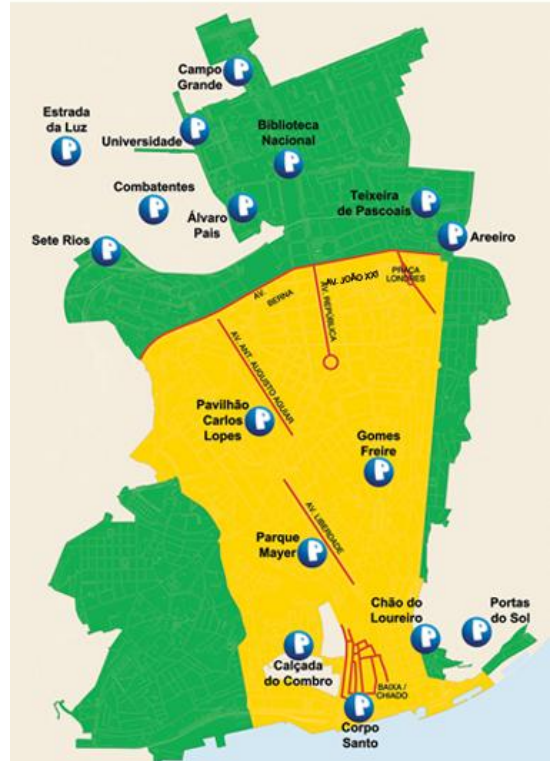 Campo
Grande
P
Estrada
da Luz
P
Universidade
P
Biblioteca
Nacional
P
Combatentes
P
Álvaro
Pais
P
Teixeira
de Pascoais
P
Sete Rios
P
Areeiro
P
AV.
BERNA
AV. JOÃO XXI
PRAÇA
LONDRES
AV. REPÚBLICA
AV. ANT. AUGUSTO AGUIAR
Pavilhão
Carlos
Lopes
P
Gomes
Freire
P
AV. LIBERDADE
Parque
Mayer
P
Chão do
Loureiro
P
Portas
do Sol
P
Calçada
do Combro
P
BAIXA /
CHIADO
Corpo
Santo
P